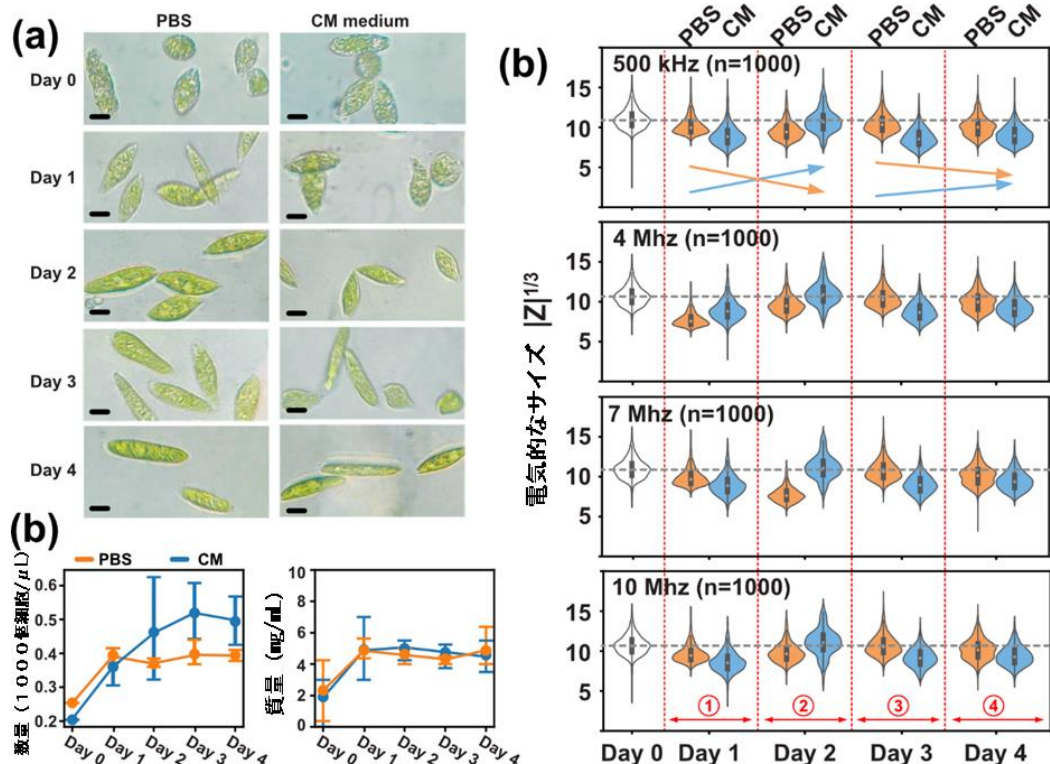 (a)
PBS
CM medium
Day 0
Day 1
Day 2
Day 3
Day 4
(b)
PBS
CM
数量（1000個細胞/μL）
0.6
0.5
0.4
0.3
0.2
Day 0
Day 1
Day 2
Day 3
Day 4
質量（mg/mL）
10
8
6
4
2
0
Day 0
Day 1
Day 2
Day 3
Day 4
(b)
PBS CM
PBS CM
PBS CM
PBS CM
電気的なサイズ |Z|1/3
500 kHz (n=1000)
15
10
5
4 Mhz (n=1000)
15
10
5
7 Mhz (n=1000)
15
10
5
10 Mhz (n=1000)
15
10
5
① ② ③ ④
Day 0 Day 1 Day 2 Day 3 Day 4